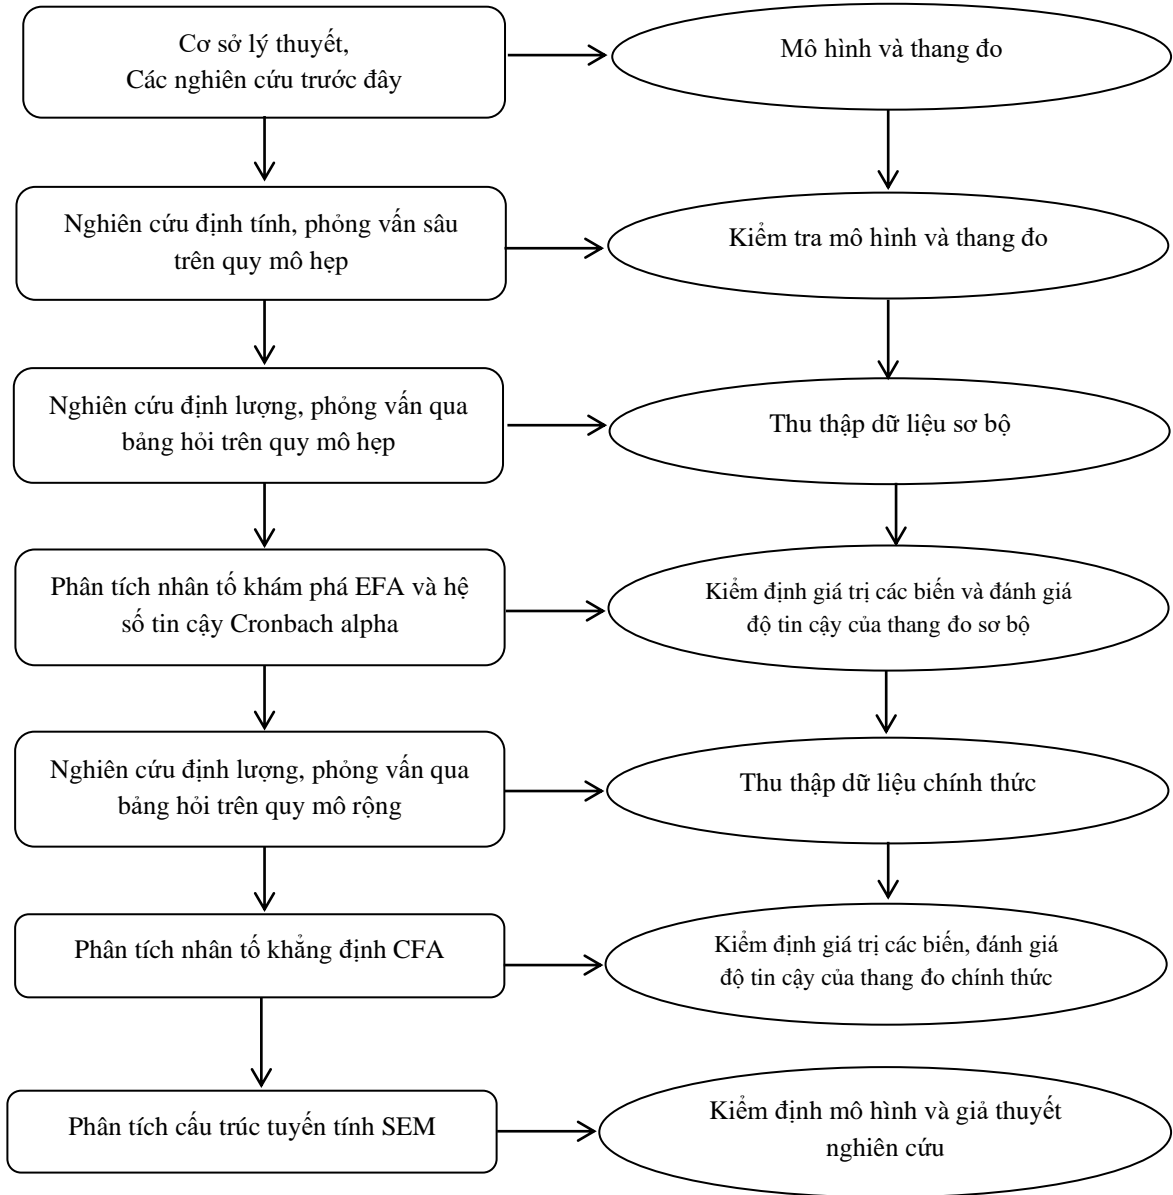 Cơ sở lý thuyết,
Các nghiên cứu trước đây
Mô hình và thang đo
Nghiên cứu định tính, phỏng vấn sâu
trên quy mô hẹp
Kiểm tra mô hình và thang đo
Nghiên cứu định lượng, phỏng vấn qua
bảng hỏi trên quy mô hẹp
Thu thập dữ liệu sơ bộ
Phân tích nhân tố khám phá EFA và hệ
số tin cậy Cronbach alpha
Kiểm định giá trị các biến và đánh giá
độ tin cậy của thang đo sơ bộ
Nghiên cứu định lượng, phỏng vấn qua
bảng hỏi trên quy mô rộng
Thu thập dữ liệu chính thức
Phân tích nhân tố khẳng định CFA
Kiểm định giá trị các biến, đánh giá
độ tin cậy của thang đo chính thức
Phân tích cấu trúc tuyến tính SEM
Kiểm định mô hình và giả thuyết
nghiên cứu